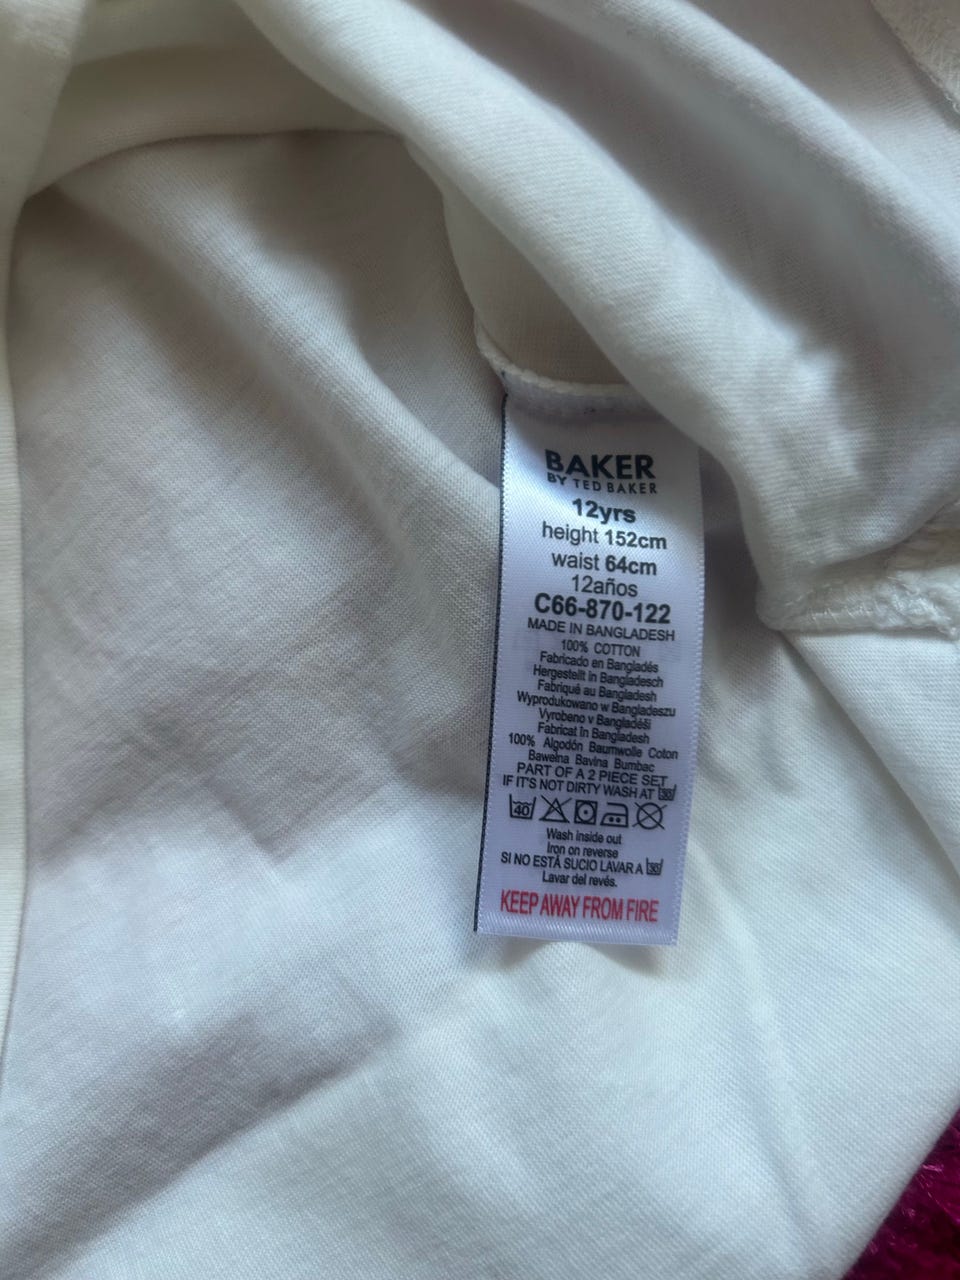 BAKER
BY TED BAKER
12yrs
height 152cm
waist 64cm
12años
C66-870-122
MADE IN BANGLADESH
100% COTTON
Fabricado en Bangladés
Hergestellt in Bangladesch
Fabriqué au Bangladesh
Wyprodukowano w Bangladeszu
Vyrobeno v Bangladéši
Fabricat în Bangladesh
100% Algodón Baumwolle Coton
Bawełna Bavlna Bumbac
PART OF A 2 PIECE SET
IF IT'S NOT DIRTY WASH AT 30
40
Wash inside out
Iron on reverse
SI NO ESTÁ SUCIO LAVAR A 30
Lavar del revés.
KEEP AWAY FROM FIRE